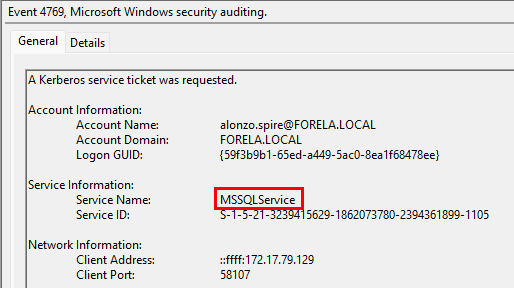 Event 4769, Microsoft Windows security auditing.
General Details
A Kerberos service ticket was requested.
Account Information:
Account Name: alonzo.spire@FORELA.LOCAL
Account Domain: FORELA.LOCAL
Logon GUID: {59f3b9b1-65ed-a449-5ac0-8ea1f68478ee}
Service Information:
Service Name: MSSQLService
Service ID: S-1-5-21-3239415629-1862073780-2394361899-1105
Network Information:
Client Address: ::ffff:172.17.79.129
Client Port: 58107